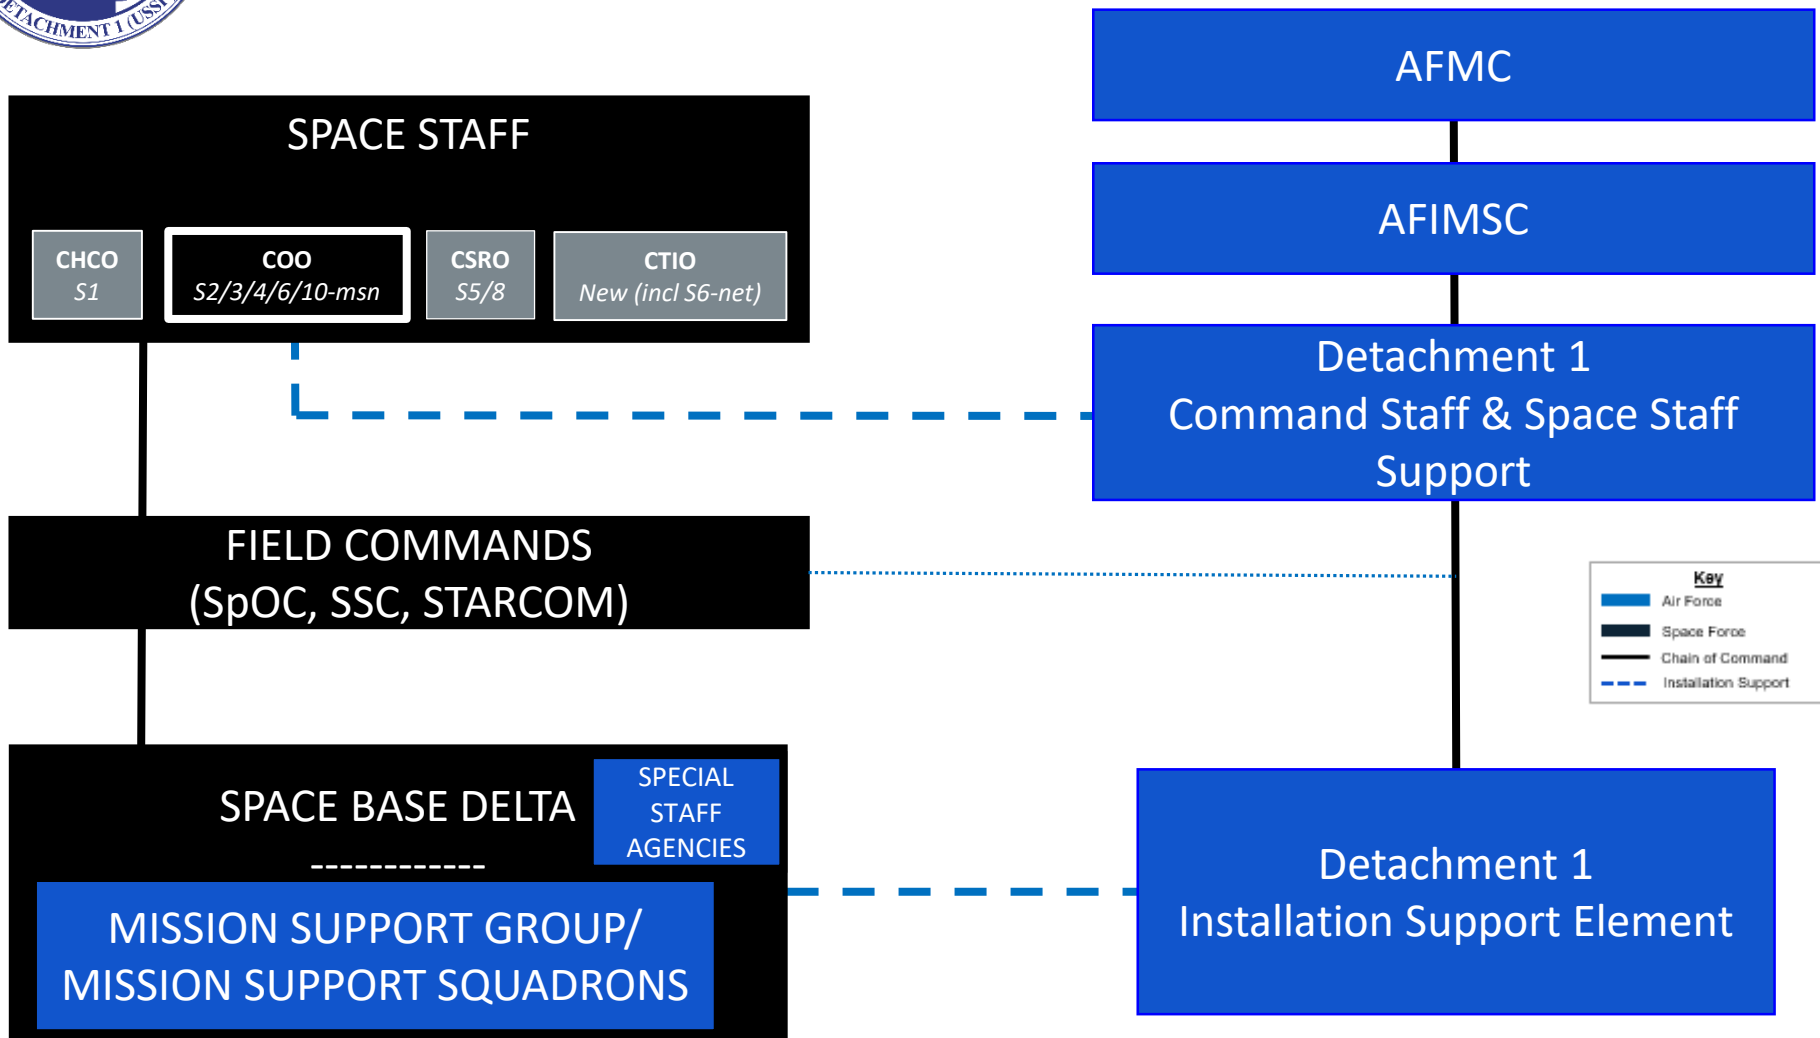 DETACHMENT 1 (USSF
SPACE STAFF
CHCO
S1
COO
S2/3/4/6/10-msn
CSRO
S5/8
CTIO
New (incl S6-net)
FIELD COMMANDS
(SpOC, SSC, STARCOM)
SPACE BASE DELTA
------------
SPECIAL
STAFF
AGENCIES
MISSION SUPPORT GROUP/
MISSION SUPPORT SQUADRONS
AFMC
AFIMSC
Detachment 1
Command Staff & Space Staff
Support
Key
Air Force
Space Force
Chain of Command
Installation Support
Detachment 1
Installation Support Element